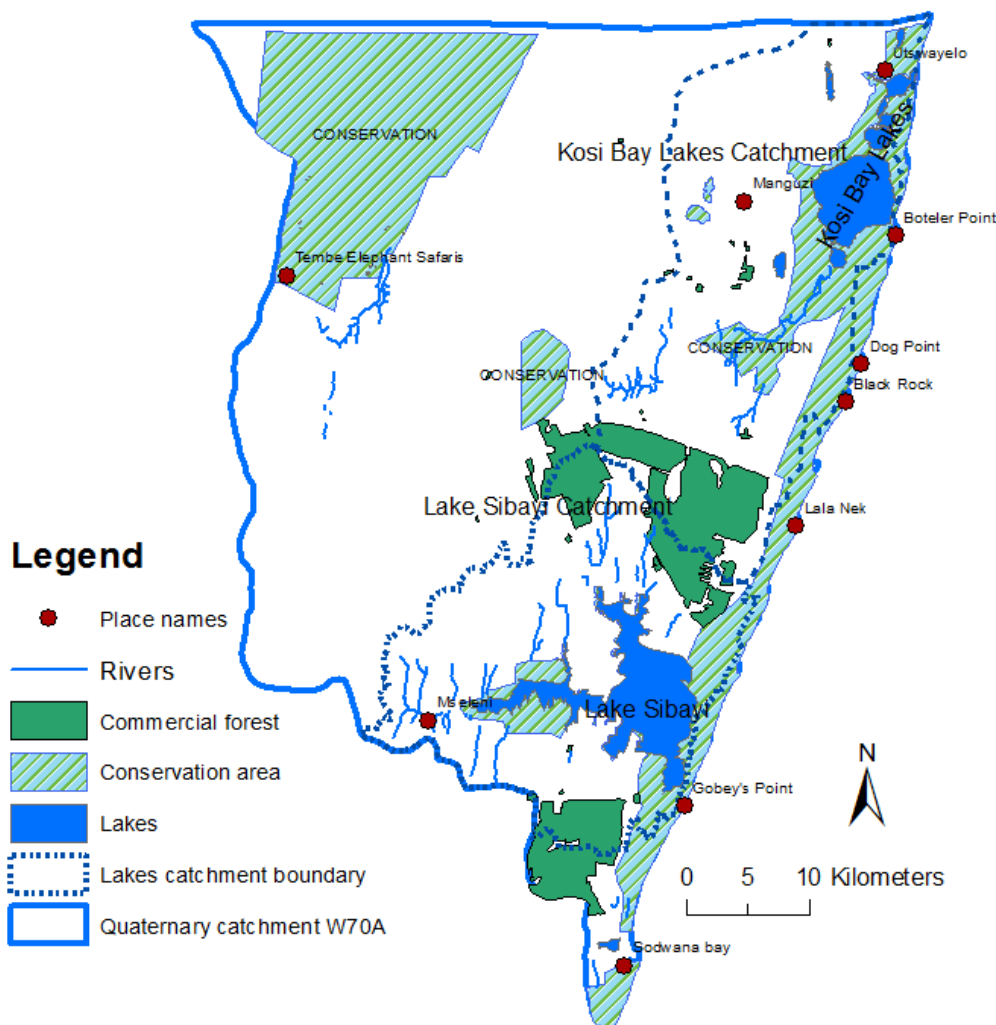 Utswayelo
CONSERVATION
Kosi Bay Lakes Catchment
Kosi Bay Lakes
Manguzi
Boteler Point
Tembe Elephant Safaris
CONSERVATION
Dog Point
CONSERVATION
Black Rock
Lake Sibayi Catchment
Lala Nek
Legend
Place names
Rivers
Commercial forest
Conservation area
Lakes
Lakes catchment boundary
Quaternary catchment W70A
Mseleni
Lake Sibayi
Gobey's Point
N
0 5 10 Kilometers
Sodwana bay